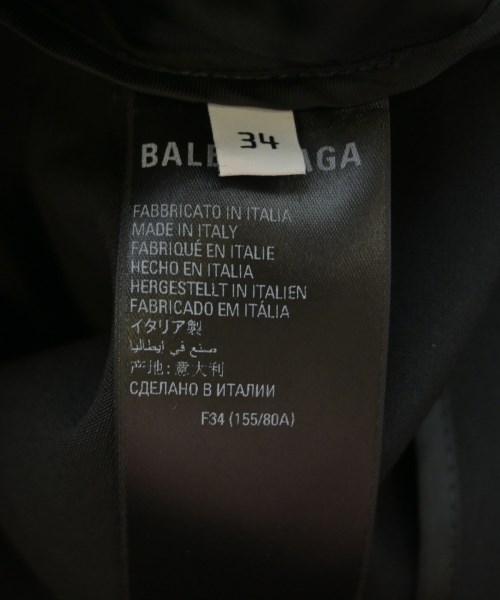 34
BALE AGA
FABBRICATO IN ITALIA
MADE IN ITALY
FABRIQUÉ EN ITALIE
HECHO EN ITALIA
HERGESTELLT IN ITALIEN
FABRICADO EM ITÁLIA
イタリア製
صنع في ايطاليا
产地: 意大利
СДЕЛАНО В ИТАЛИИ
F34 (155/80A)